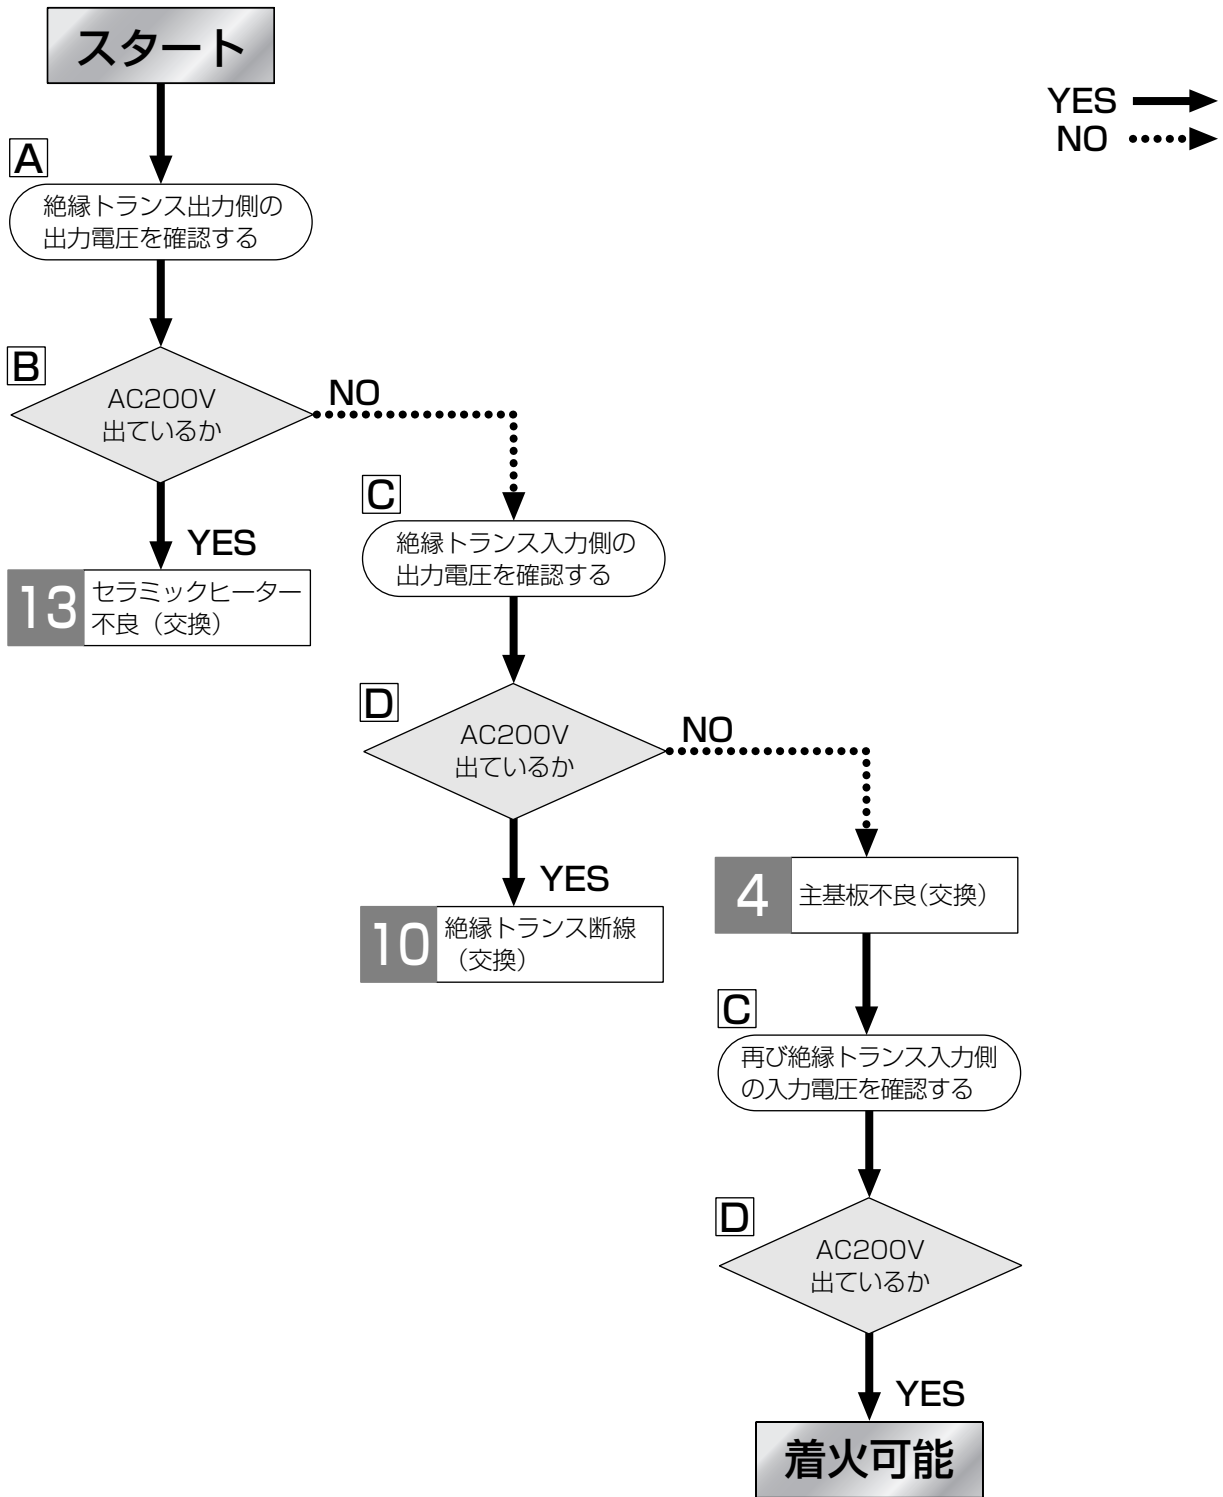 スタート
YES
NO
A
絶縁トランス出力側の
出力電圧を確認する
B
AC200V
出ているか
NO
YES
13
セラミックヒーター
不良（交換）
C
絶縁トランス入力側の
出力電圧を確認する
D
AC200V
出ているか
NO
YES
10
絶縁トランス断線
（交換）
4
主基板不良（交換）
C
再び絶縁トランス入力側
の入力電圧を確認する
D
AC200V
出ているか
YES
着火可能